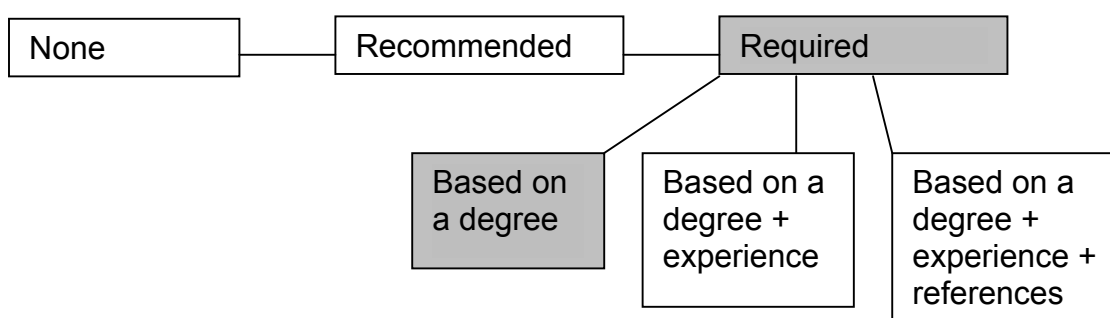 None
Recommended
Required
Based on
a degree
Based on a
degree +
experience
Based on a
degree +
experience +
references